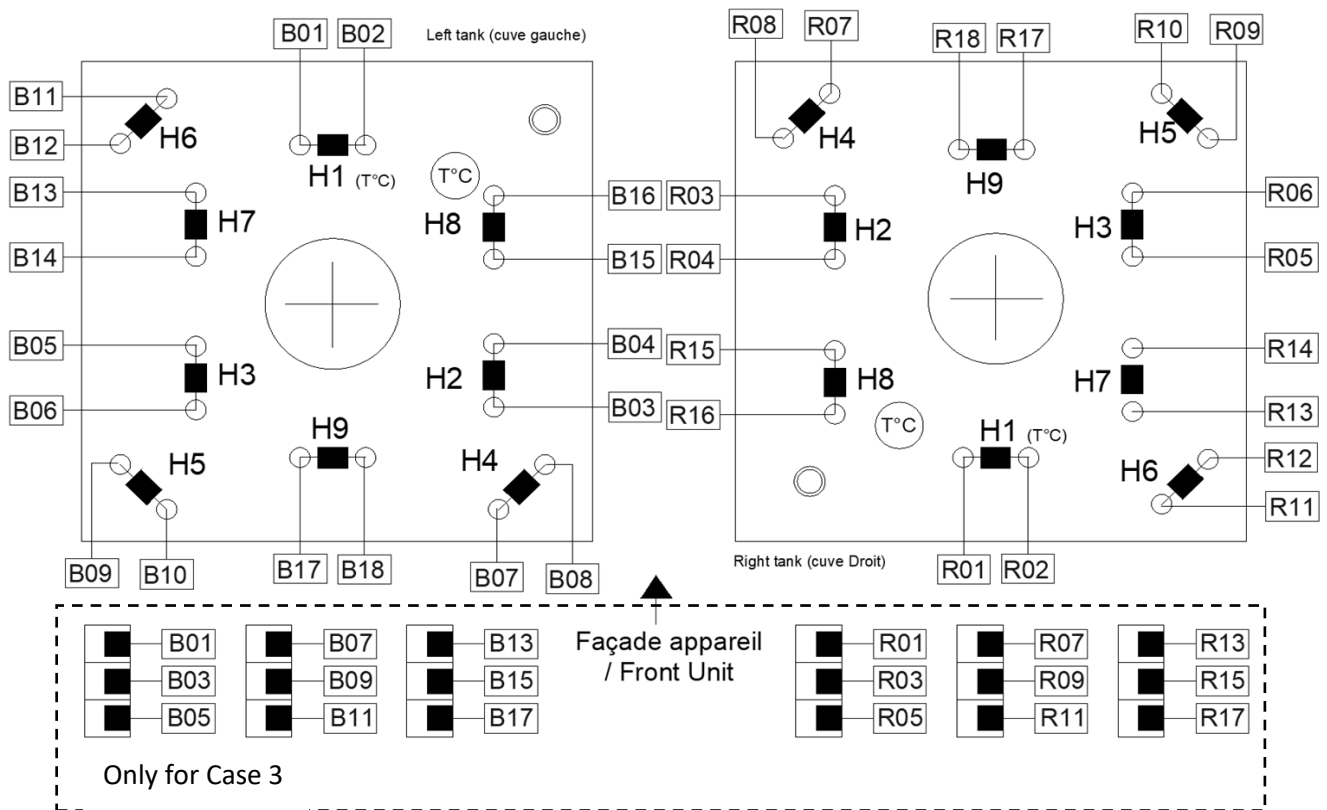 B01 B02 Left tank (cuve gauche) R08 R07 R18 R17 R10 R09
B11
B12
H6
H1 (T°C)
T°C
H4
H9
H5
B13
B14
H7
H8
B16 R03
B15 R04
H2
H3
R06
R05
B05
B06
H3
H2
B04 R15
B03 R16
H8
H7
R14
R13
H9
H5
H4
T°C
H1 (T°C)
H6
R12
R11
B09 B10 B17 B18 B07 B08
Right tank (cuve Droit)
R01 R02
B01 B07 B13 Façade appareil R01 R07 R13
B03 B09 B15 / Front Unit R03 R09 R15
B05 B11 B17 R05 R11 R17
Only for Case 3